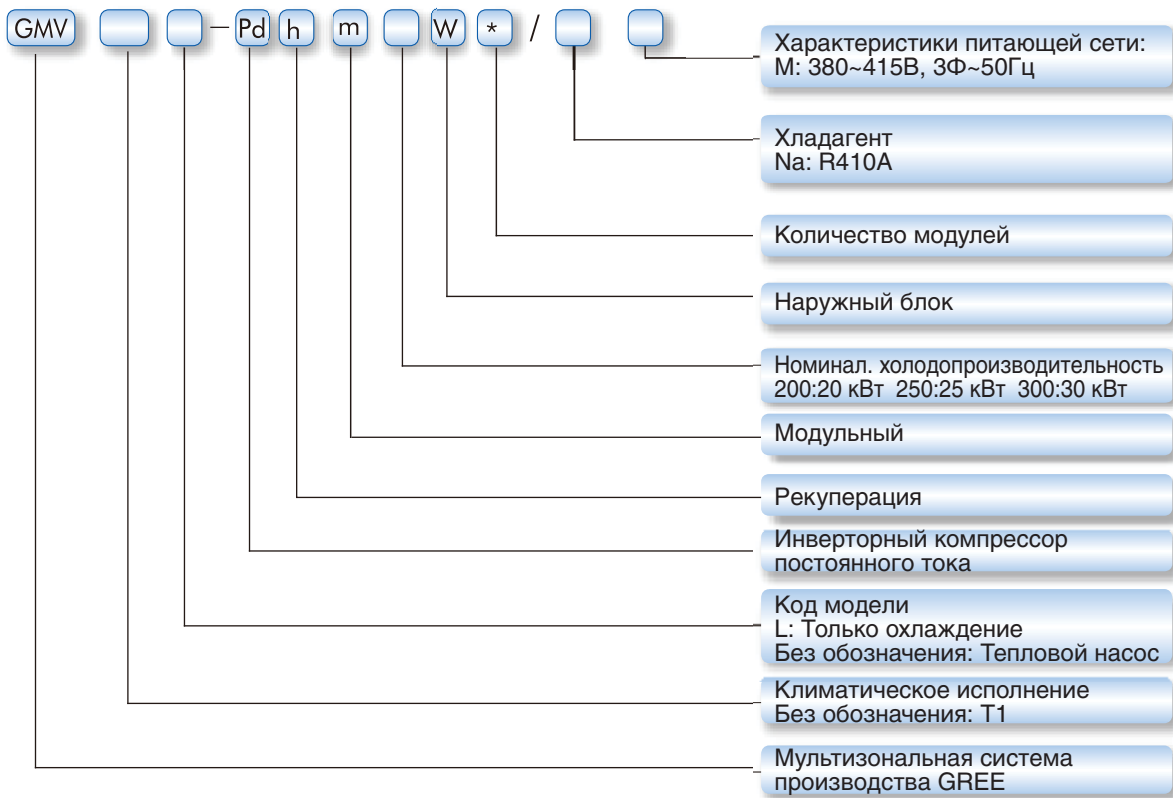 GMV - Pd h m W * /
Характеристики питающей сети:
М: 380~415В, 3Ф~50Гц
Хладагент
Na: R410A
Количество модулей
Наружный блок
Номинал. холодопроизводительность
200:20 кВт 250:25 кВт 300:30 кВт
Модульный
Рекуперация
Инверторный компрессор
постоянного тока
Код модели
L: Только охлаждение
Без обозначения: Тепловой насос
Климатическое исполнение
Без обозначения: Т1
Мультизональная система
производства GREE